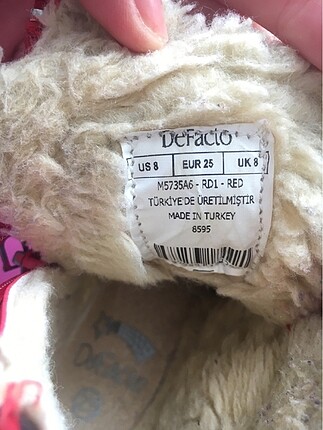 DeFacto
US 8 EUR 25 UK 8
M5735A6 - RD1 - RED
TÜRKİYE'DE ÜRETİLMİŞTİR
MADE IN TURKEY
8595
DeFacto